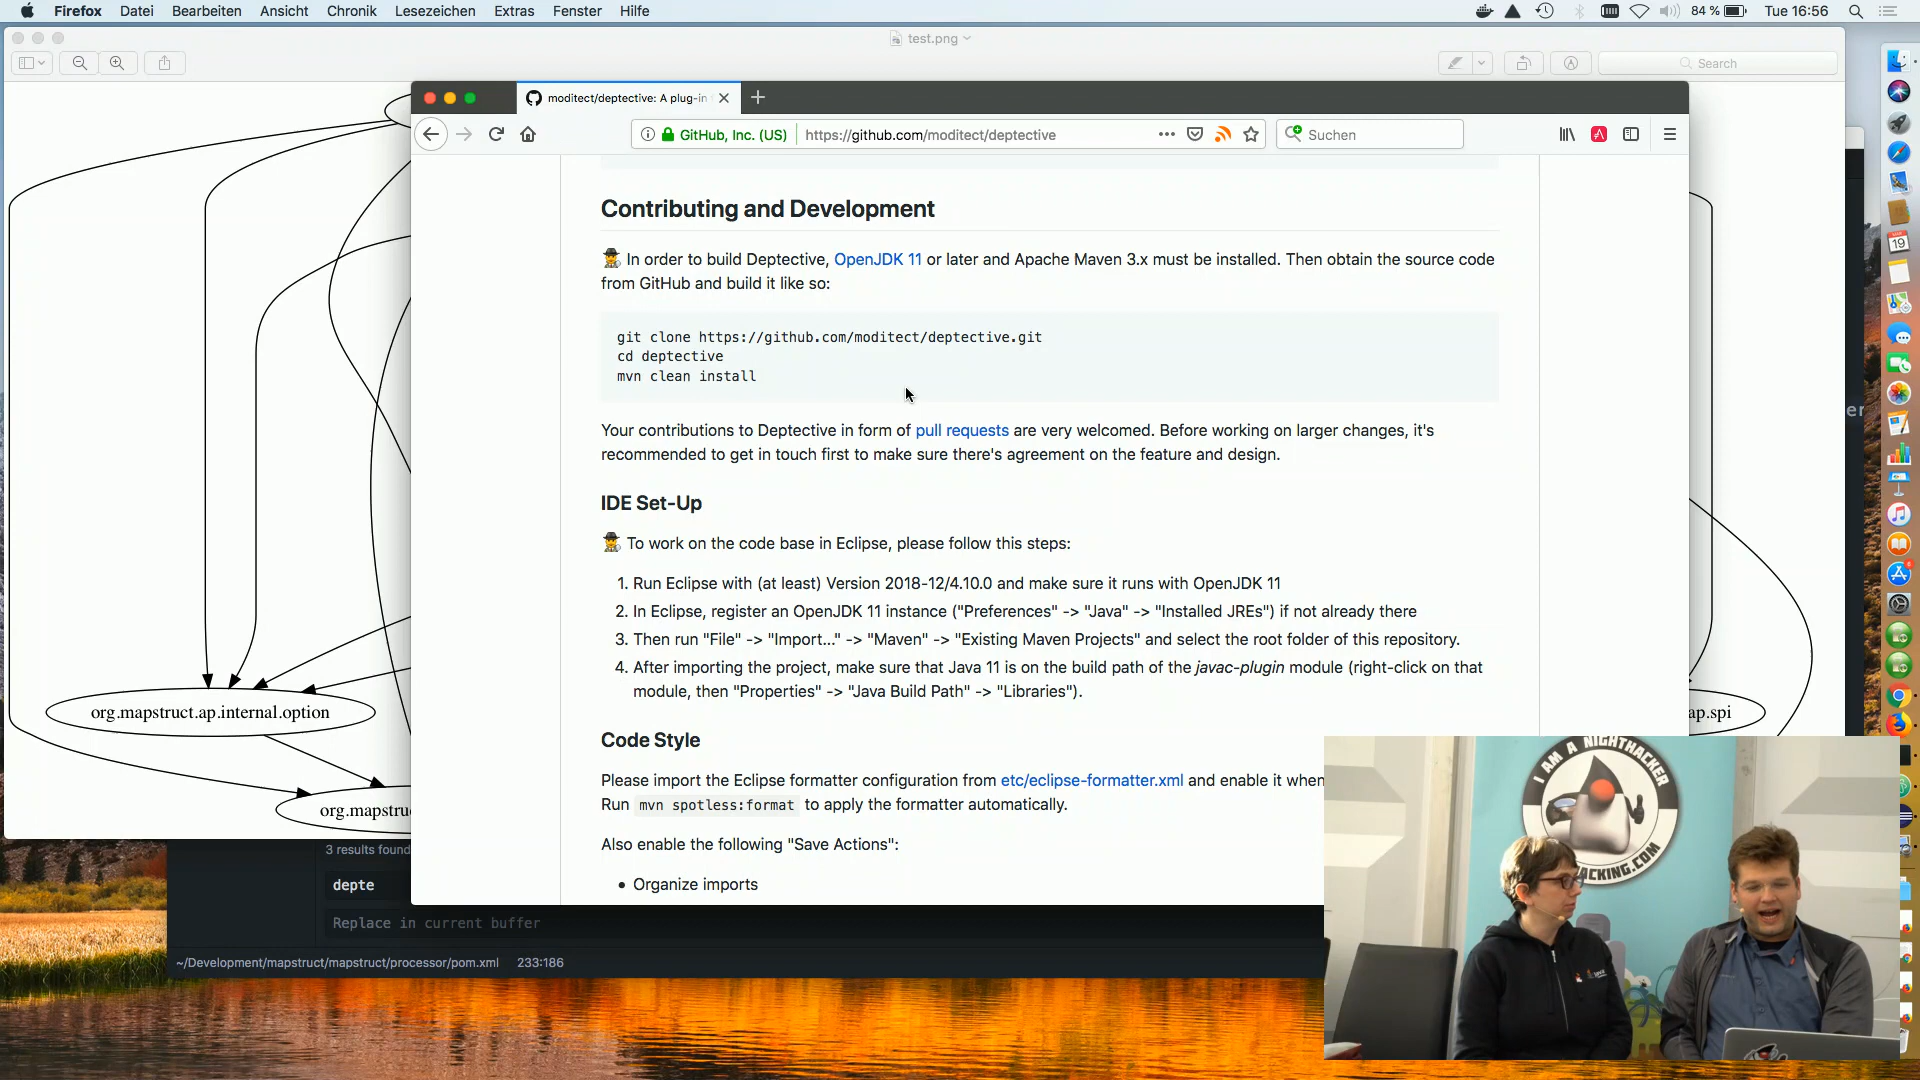 Firefox Datei Bearbeiten Ansicht Chronik Lesezeichen Extras Fenster Hilfe 84 % Tue 16:56
test.png
Search
moditect/deptective: A plug-in
GitHub, Inc. (US) https://github.com/moditect/deptective Suchen
Contributing and Development
In order to build Deptective, OpenJDK 11 or later and Apache Maven 3.x must be installed. Then obtain the source code
from GitHub and build it like so:
git clone https://github.com/moditect/deptective.git
cd deptective
mvn clean install
Your contributions to Deptective in form of pull requests are very welcomed. Before working on larger changes, it's
recommended to get in touch first to make sure there's agreement on the feature and design.
IDE Set-Up
To work on the code base in Eclipse, please follow this steps:
1. Run Eclipse with (at least) Version 2018-12/4.10.0 and make sure it runs with OpenJDK 11
2. In Eclipse, register an OpenJDK 11 instance ("Preferences" -> "Java" -> "Installed JREs") if not already there
3. Then run "File" -> "Import..." -> "Maven" -> "Existing Maven Projects" and select the root folder of this repository.
4. After importing the project, make sure that Java 11 is on the build path of the javac-plugin module (right-click on that
module, then "Properties" -> "Java Build Path" -> "Libraries").
Code Style
Please import the Eclipse formatter configuration from etc/eclipse-formatter.xml and enable it when
Run mvn spotless:format to apply the formatter automatically.
Also enable the following "Save Actions":
• Organize imports
org.mapstruct.ap.internal.option
org.mapstru
ap.spi
er
3 results found
depte
Replace in current buffer
~/Development/mapstruct/mapstruct/processor/pom.xml 233:186
19
I AM A NIGHTHACKER
HACKING.COM